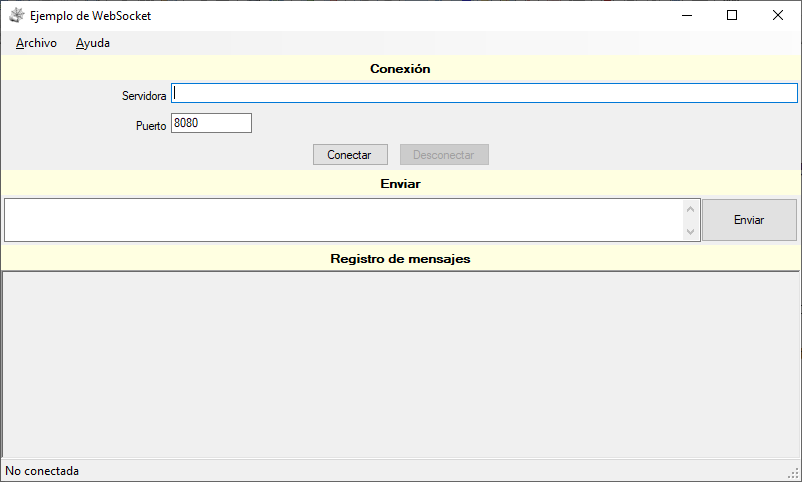 Ejemplo de WebSocket
Archivo Ayuda
Conexión
Servidora
Puerto 8080
Conectar Desconectar
Enviar
Enviar
Registro de mensajes
No conectada